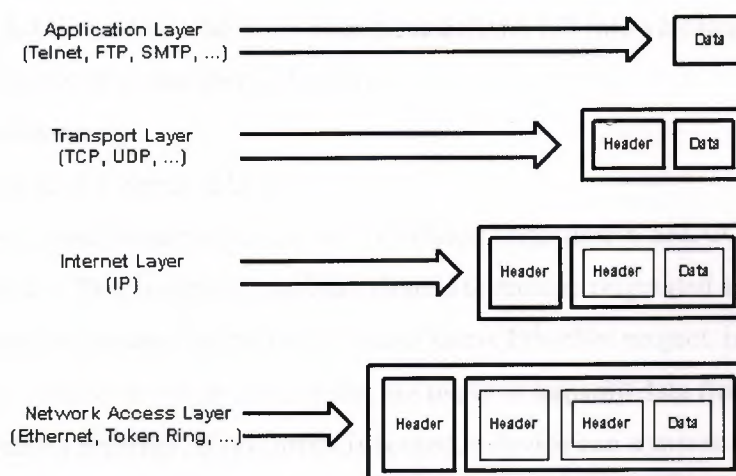 Application Layer
(Telnet, FTP, SMTP, ...)
Data
Transport Layer
(TCP, UDP, ...)
Header Data
Internet Layer
(IP)
Header Header Data
Network Access Layer
(Ethernet, Token Ring, ...)
Header Header Header Data